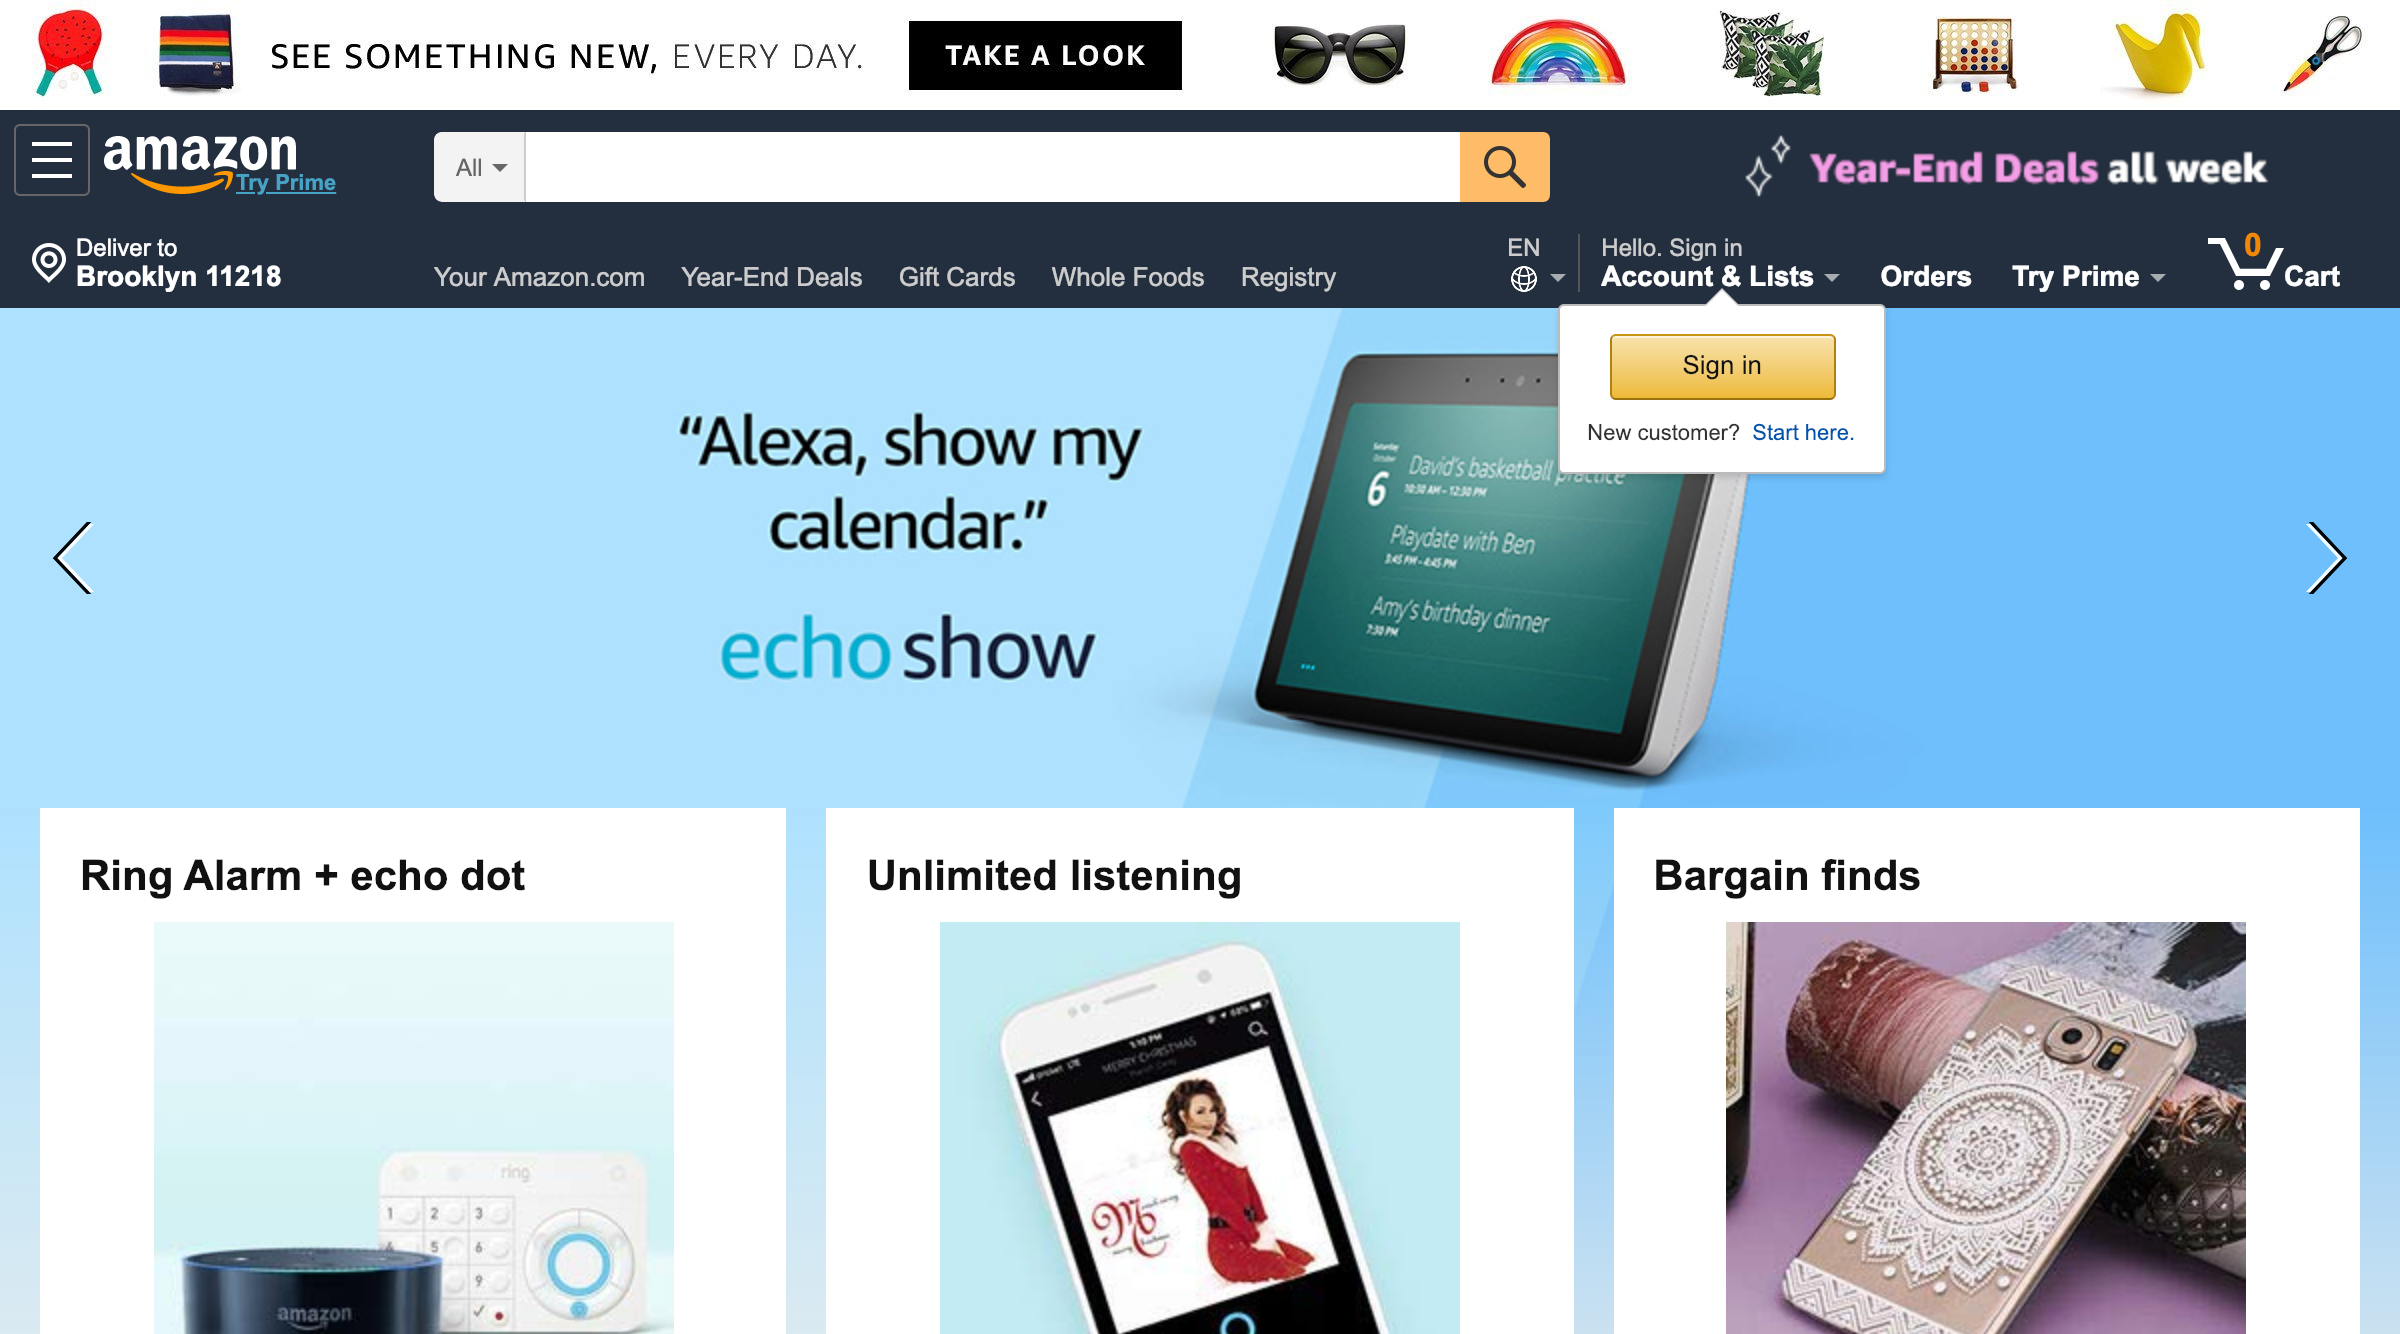 SEE SOMETHING NEW, EVERY DAY.
TAKE A LOOK
amazon
Try Prime
All
Year-End Deals all week
Deliver to
Brooklyn 11218
Your Amazon.com
Year-End Deals
Gift Cards
Whole Foods
Registry
EN
Hello. Sign in
Account & Lists
Orders
Try Prime
0
Cart
Sign in
New customer? Start here.
“Alexa, show my
calendar.”
echo show
Saturday
October
6
David's basketball practice
10:30 AM – 12:30 PM
Playdate with Ben
3:45 PM – 4:45 PM
Amy's birthday dinner
7:30 PM
Ring Alarm + echo dot
ring
1 2 3
5 6
9
amazon
Unlimited listening
1:10 PM
68%
MERRY CHRISTMAS
Bargain finds